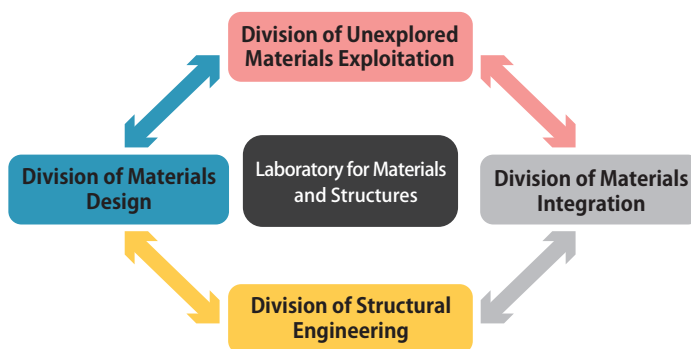 Division of Unexplored
Materials Exploitation
Division of Materials
Design
Laboratory for Materials
and Structures
Division of Materials
Integration
Division of Structural
Engineering